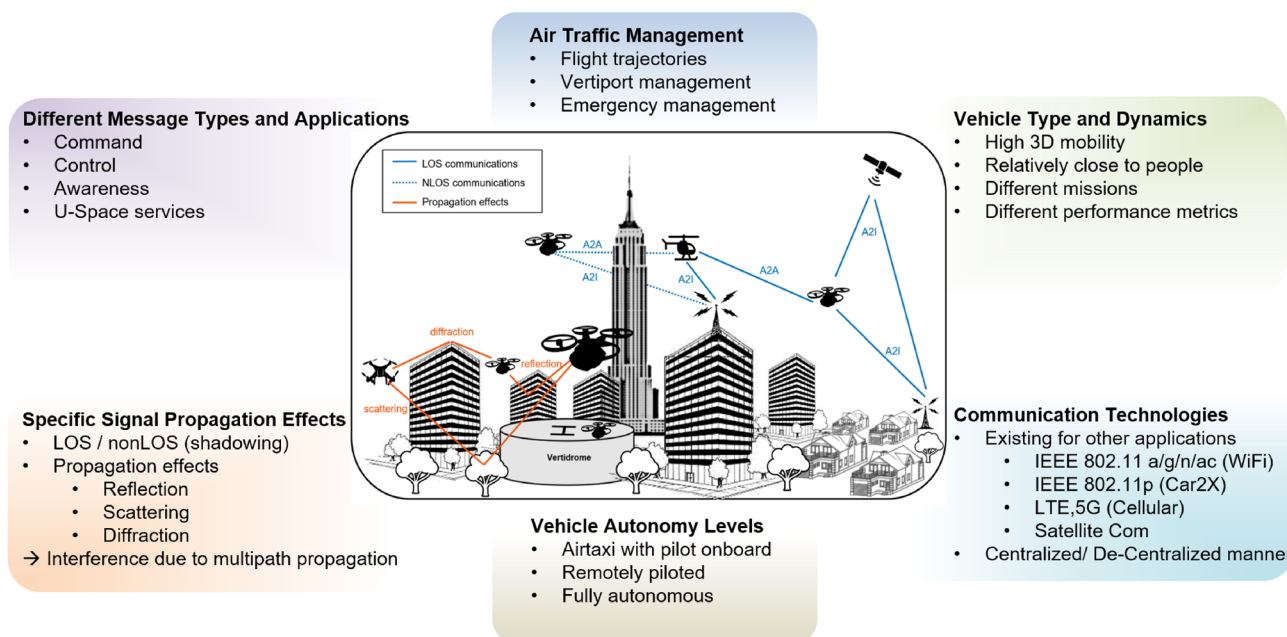 Air Traffic Management
• Flight trajectories
• Vertiport management
• Emergency management
Different Message Types and Applications
• Command
• Control
• Awareness
• U-Space services
Vehicle Type and Dynamics
• High 3D mobility
• Relatively close to people
• Different missions
• Different performance metrics
LOS communications
NLOS communications
Propagation effects
A2A
A2I
A2I
A2A
A2I
A2I
diffraction
reflection
scattering
H
Vertidrome
Specific Signal Propagation Effects
• LOS / nonLOS (shadowing)
• Propagation effects
• Reflection
• Scattering
• Diffraction
→ Interference due to multipath propagation
Vehicle Autonomy Levels
• Airtaxi with pilot onboard
• Remotely piloted
• Fully autonomous
Communication Technologies
• Existing for other applications
• IEEE 802.11 a/g/n/ac (WiFi)
• IEEE 802.11p (Car2X)
• LTE,5G (Cellular)
• Satellite Com
• Centralized/ De-Centralized manne